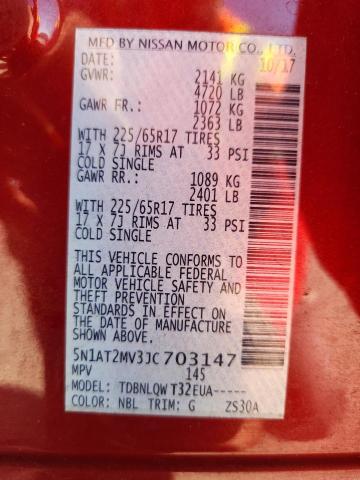 MFD BY NISSAN MOTOR CO., LTD.
DATE: 10/17
GVWR: 2141 KG
4720 LB
GAWR FR.: 1072 KG
2363 LB
WITH 225/65R17 TIRES
17 X 7J RIMS AT 33 PSI
COLD SINGLE
GAWR RR.: 1089 KG
2401 LB
WITH 225/65R17 TIRES
17 X 7J RIMS AT 33 PSI
COLD SINGLE
THIS VEHICLE CONFORMS TO
ALL APPLICABLE FEDERAL
MOTOR VEHICLE SAFETY AND
THEFT PREVENTION
STANDARDS IN EFFECT ON
THE DATE OF MANUFACTURE
SHOWN ABOVE.
5N1AT2MV3JC703147
MPV 145
MODEL: TDBNLQW T32EUA-----
COLOR: NBL TRIM: G ZS30A